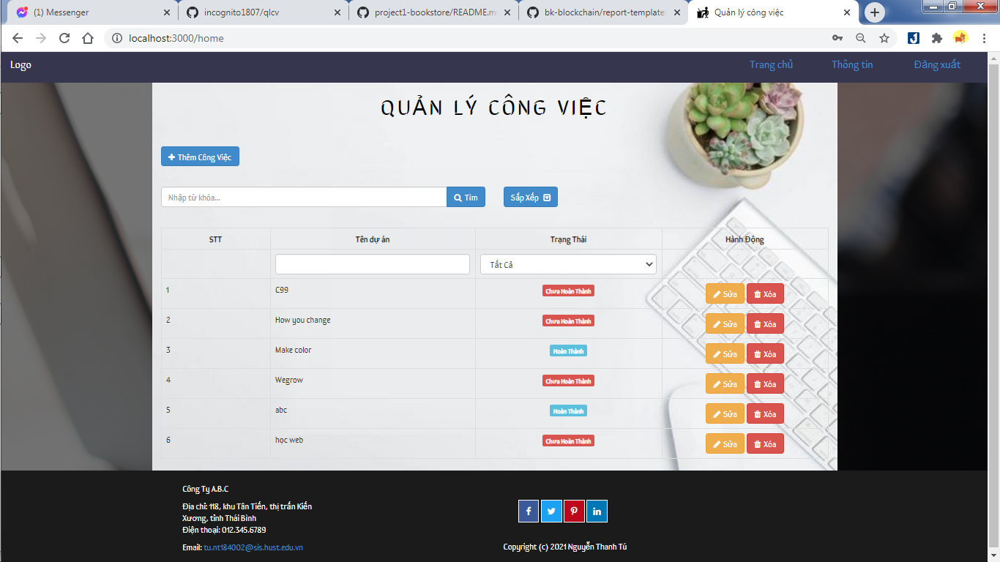 (1) Messenger
incognito1807/qlcv
project1-bookstore/README.m
bk-blockchain/report-template
Quản lý công việc
localhost:3000/home
Logo
Trang chủ
Thông tin
Đăng xuất
QUẢN LÝ CÔNG VIỆC
Thêm Công Việc
Nhập từ khóa...
Tìm
Sắp Xếp
STT Tên dự án Trạng Thái Hành Động
Tất Cả
1 C99 Chưa Hoàn Thành Sửa Xóa
2 How you change Chưa Hoàn Thành Sửa Xóa
3 Make color Hoàn Thành Sửa Xóa
4 Wegrow Chưa Hoàn Thành Sửa Xóa
5 abc Hoàn Thành Sửa Xóa
6 học web Chưa Hoàn Thành Sửa Xóa
Công Ty A.B.C
Địa chỉ: 118, khu Tân Tiến, thị trấn Kiến
Xương, tỉnh Thái Bình
Điện thoại: 012.345.6789
Email: tu.nt184002@sis.hust.edu.vn
Copyright (c) 2021 Nguyễn Thanh Tú